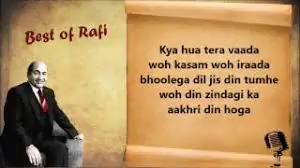 Best of Rafi
Kya hua tera vaada
woh kasam woh iraada
bhoolega dil jis din tumhe
woh din zindagi ka
aakhri din hoga